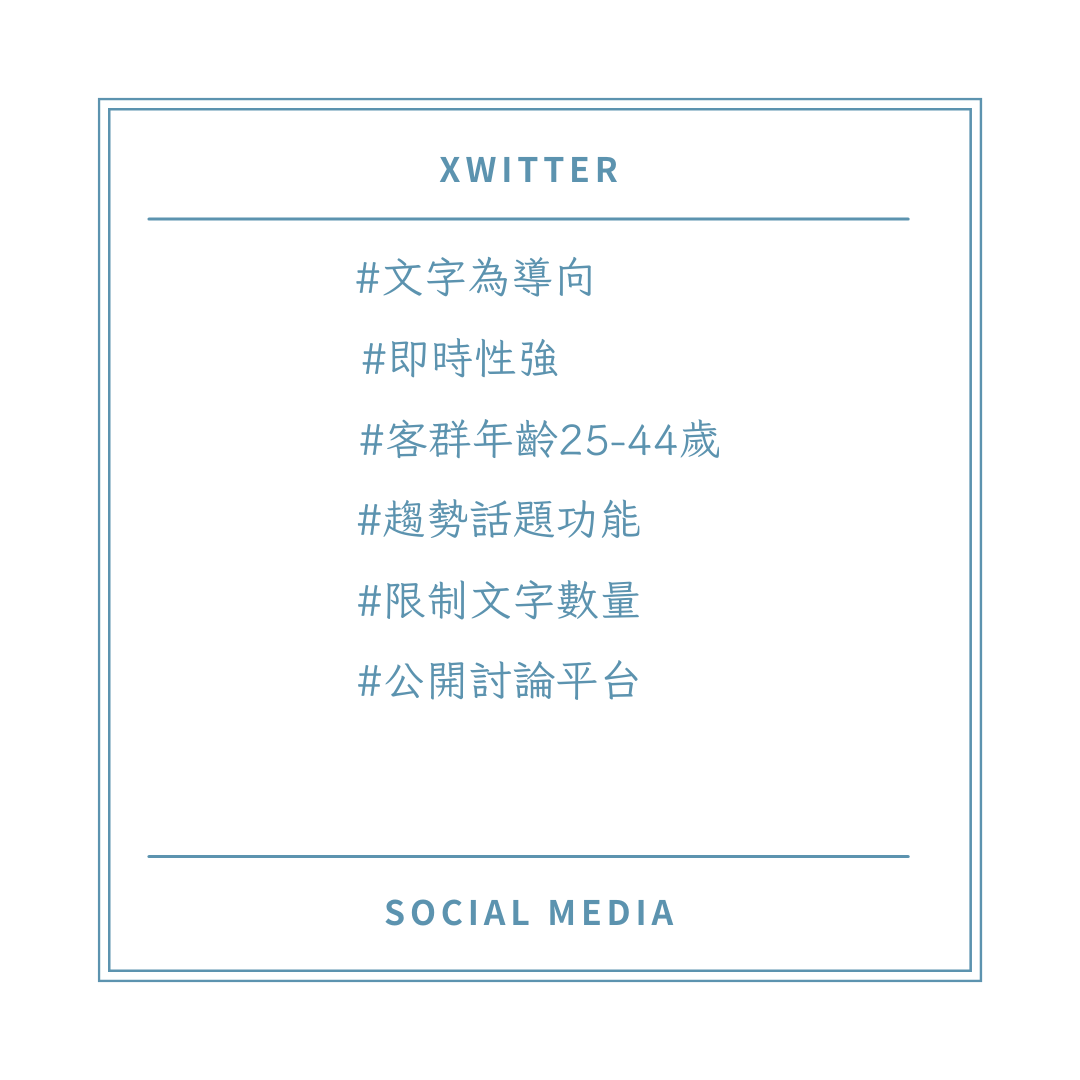 XWITTER
#文字為導向
#即時性強
#客群年齡25-44歲
#趨勢話題功能
#限制文字數量
#公開討論平台
SOCIAL MEDIA